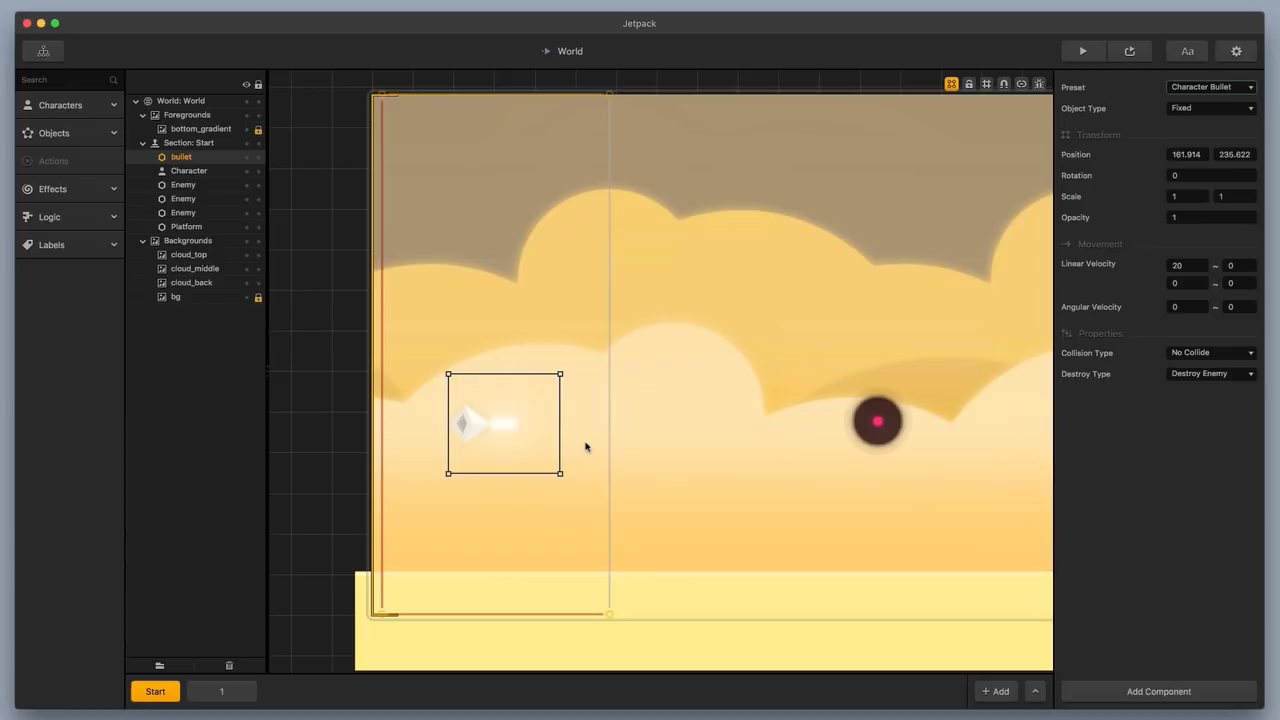 Jetpack
World
Aa
Search
Characters
Objects
Actions
Effects
Logic
Labels
World: World
Foregrounds
bottom_gradient
Section: Start
bullet
Character
Enemy
Enemy
Enemy
Platform
Backgrounds
cloud_top
cloud_middle
cloud_back
bg
Preset Character Bullet
Object Type Fixed
Transform
Position 161.914 235.622
Rotation 0
Scale 1 1
Opacity 1
Movement
Linear Velocity 20 ~ 0
0 ~ 0
Angular Velocity 0 ~ 0
Properties
Collision Type No Collide
Destroy Type Destroy Enemy
Start 1 + Add Add Component